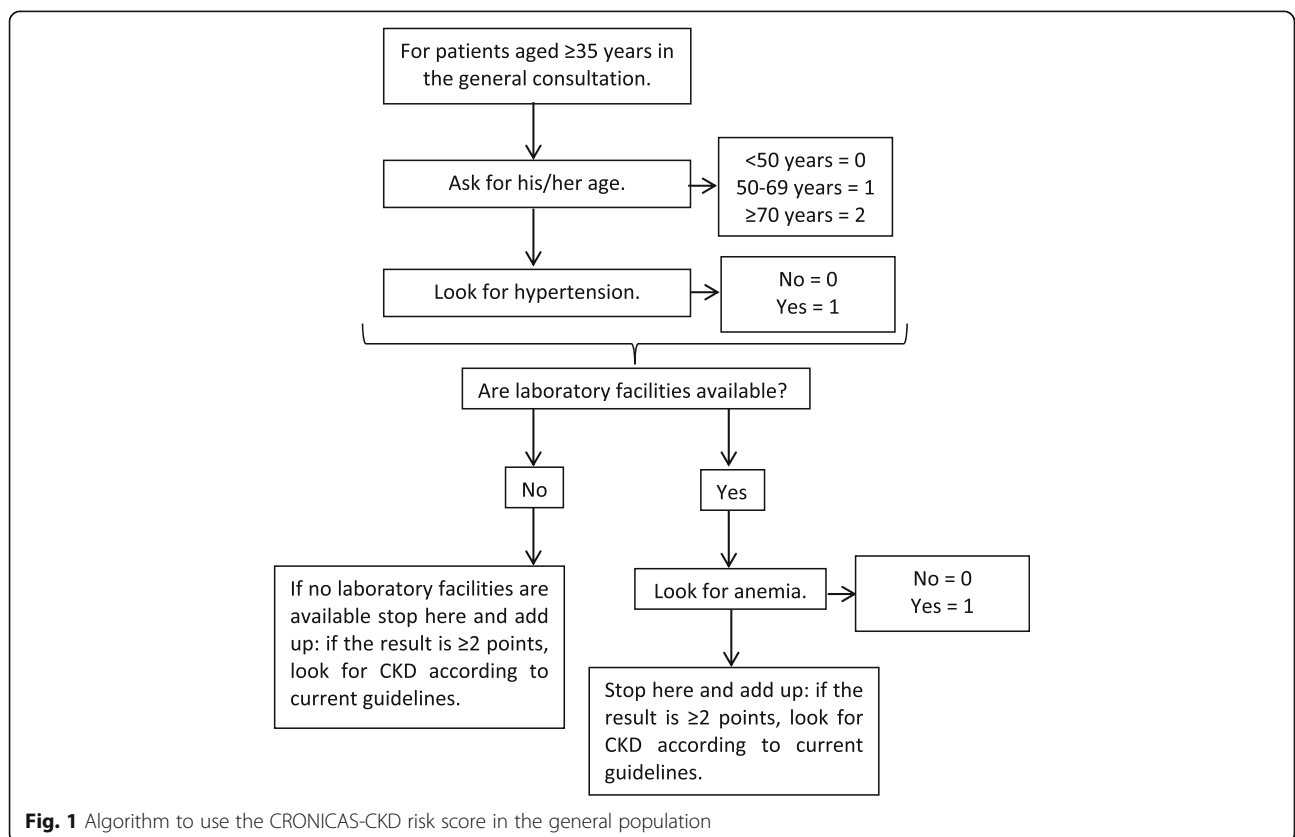 For patients aged ≥35 years in
the general consultation.
Ask for his/her age.
<50 years = 0
50-69 years = 1
≥70 years = 2
Look for hypertension.
No = 0
Yes = 1
Are laboratory facilities available?
No
Yes
If no laboratory facilities are
available stop here and add
up: if the result is ≥2 points,
look for CKD according to
current guidelines.
Look for anemia.
No = 0
Yes = 1
Stop here and add up: if the
result is ≥2 points, look for
CKD according to current
guidelines.
Fig. 1 Algorithm to use the CRONICAS-CKD risk score in the general population